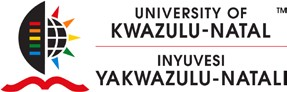 UNIVERSITY OF ™
KWAZULU-NATAL
INYUVESI
YAKWAZULU-NATALI